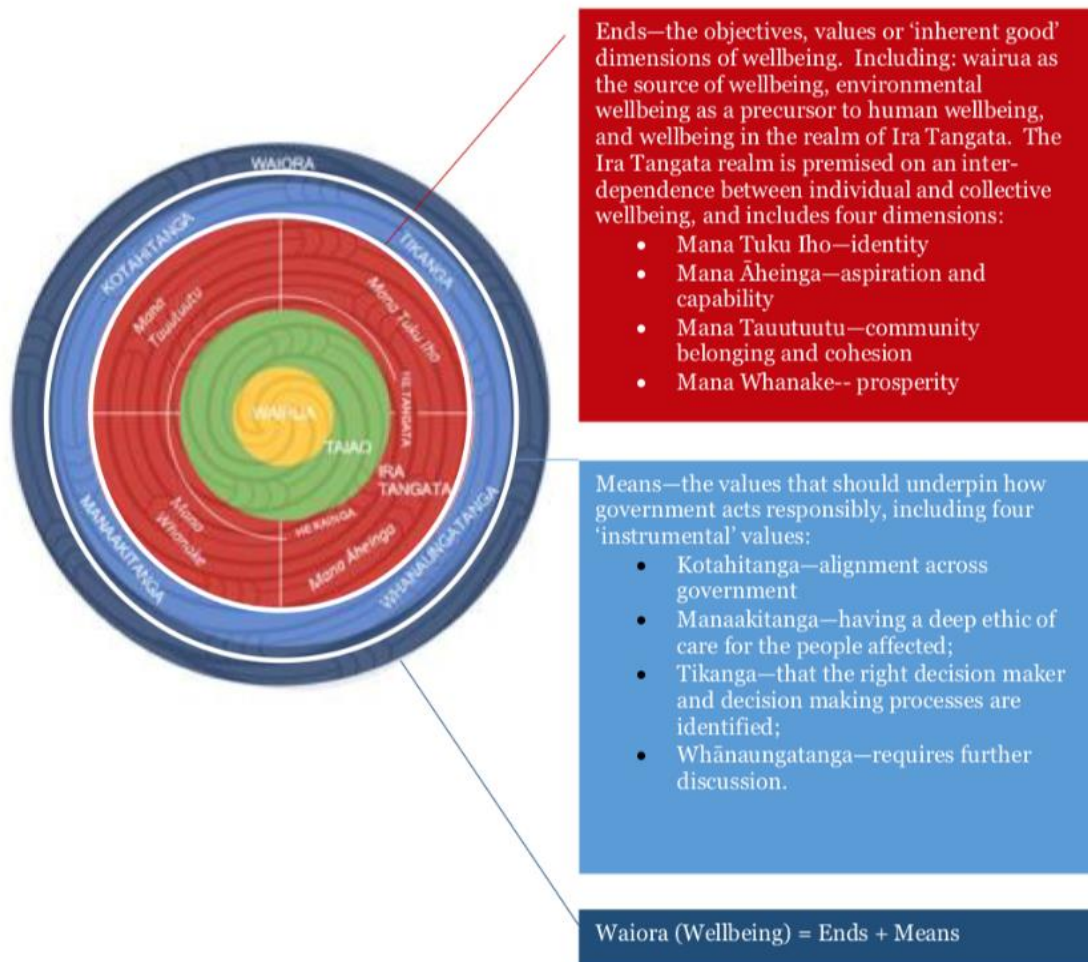 WAIORA
KOTAHITANGA
TIKANGA
Mana
Tauutuutu
Mana Tuku Iho
HE TANGATA
WAIRUA
TAIAO
IRA
TANGATA
HE KAINGA
Mana
Whanake
Mana Āheinga
MANAAKITANGA
WHANAUNGATANGA
Ends—the objectives, values or ‘inherent good’
dimensions of wellbeing. Including: wairua as
the source of wellbeing, environmental
wellbeing as a precursor to human wellbeing,
and wellbeing in the realm of Ira Tangata. The
Ira Tangata realm is premised on an inter-
dependence between individual and collective
wellbeing, and includes four dimensions:
• Mana Tuku Iho—identity
• Mana Āheinga—aspiration and
capability
• Mana Tauutuutu—community
belonging and cohesion
• Mana Whanake-- prosperity
Means—the values that should underpin how
government acts responsibly, including four
‘instrumental’ values:
• Kotahitanga—alignment across
government
• Manaakitanga—having a deep ethic of
care for the people affected;
• Tikanga—that the right decision maker
and decision making processes are
identified;
• Whānaungatanga—requires further
discussion.
Waiora (Wellbeing) = Ends + Means